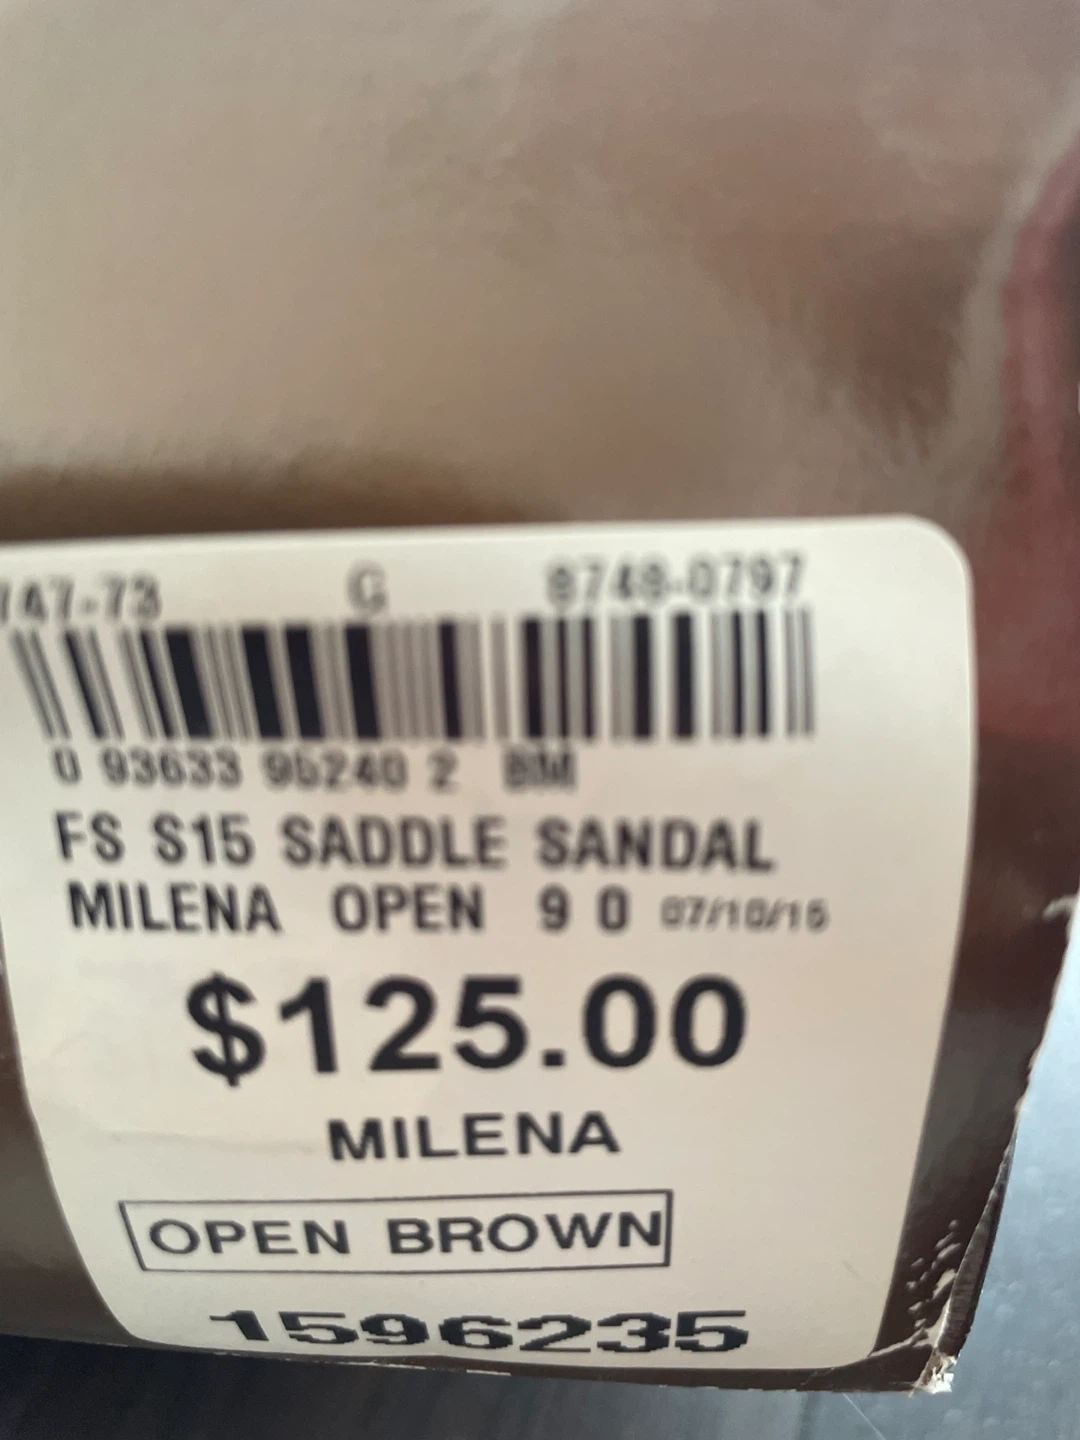 747-73 G 8748-0797
0 93633 95240 2 BM
FS S15 SADDLE SANDAL
MILENA OPEN 9 0 07/10/15
$125.00
MILENA
OPEN BROWN
1596235